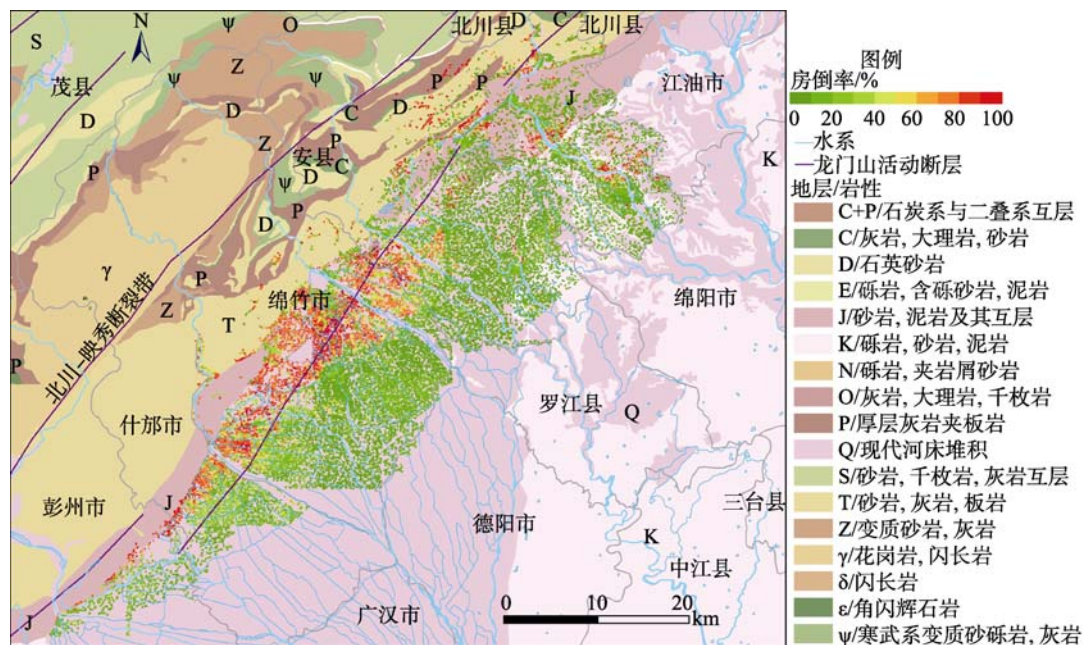 N
S
ψ
O
北川县
D
C
北川县
江油市
茂县
Z
ψ
ψ
P
D
P
D
D
C
J
Z
P
K
P
安县
C
ψ
D
P
D
γ
P
Z
北川-映秀断裂带
绵竹市
T
绵阳市
P
罗江县
Q
什邡市
彭州市
J
德阳市
三台县
K
中江县
广汉市
J
0 10 20
km
图例
房倒率/%
0 20 40 60 80 100
水系
龙门山活动断层
地层/岩性
C+P/石炭系与二叠系互层
C/灰岩, 大理岩, 砂岩
D/石英砂岩
E/砾岩, 含砾砂岩, 泥岩
J/砂岩, 泥岩及其互层
K/砾岩, 砂岩, 泥岩
N/砾岩, 夹岩屑砂岩
O/灰岩, 大理岩, 千枚岩
P/厚层灰岩夹板岩
Q/现代河床堆积
S/砂岩, 千枚岩, 灰岩互层
T/砂岩, 灰岩, 板岩
Z/变质砂岩, 灰岩
γ/花岗岩, 闪长岩
δ/闪长岩
ε/角闪辉石岩
ψ/寒武系变质砂砾岩, 灰岩